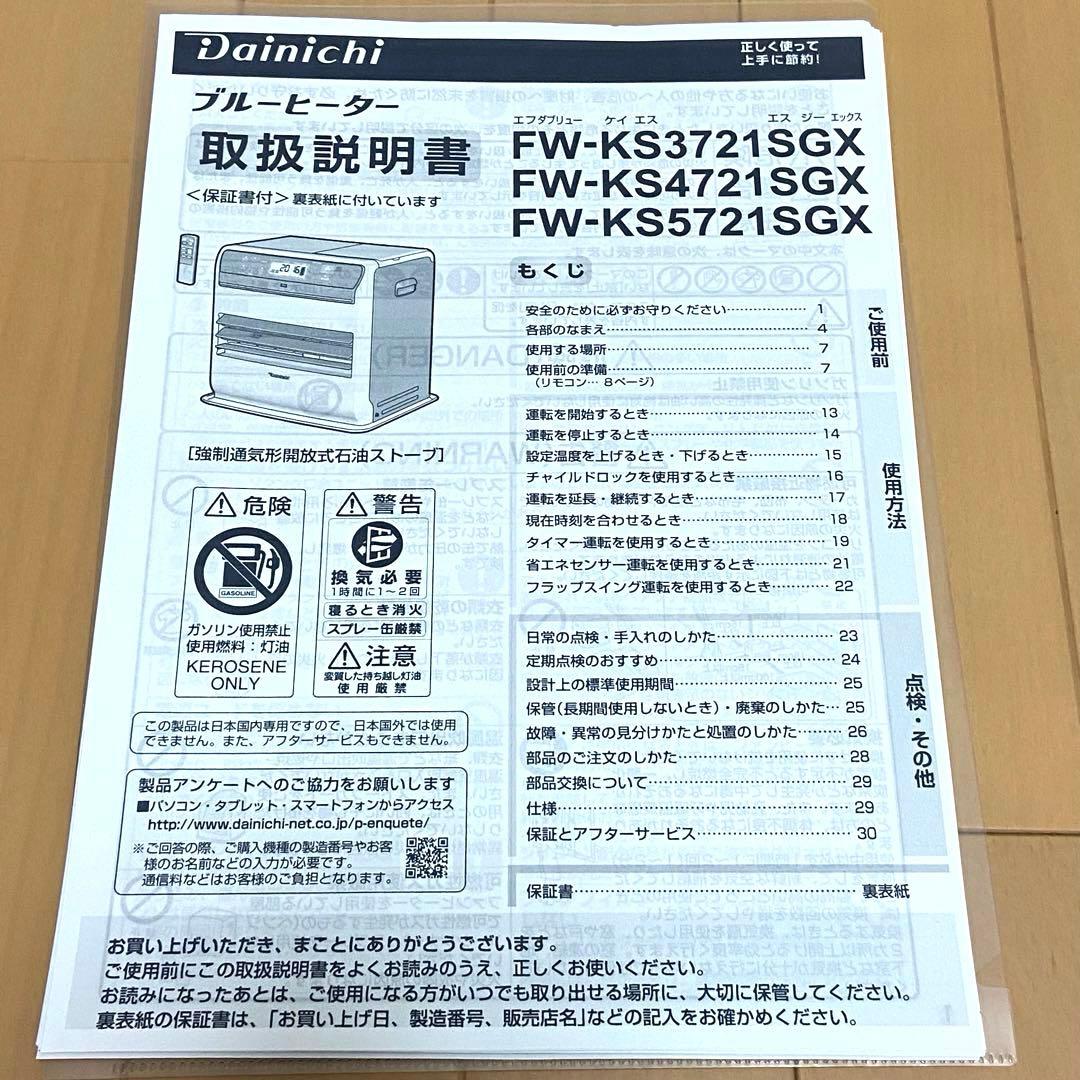 Dainichi
正しく使って
上手に節約!
ブルーヒーター
取扱説明書
<保証書付>裏表紙に付いています
エフダブリュー ケイ エス エス ジー エックス
FW-KS3721SGX
FW-KS4721SGX
FW-KS5721SGX
[強制通気形開放式石油ストーブ]
危険
GASOLINE
ガソリン使用禁止
使用燃料:灯油
KEROSENE
ONLY
警告
換気必要
1時間に1~2回
寝るとき消火
スプレー缶厳禁
注意
変質した持ち越し灯油
使用厳禁
この製品は日本国内専用ですので、日本国外では使用
できません。また、アフターサービスもできません。
製品アンケートへのご協力をお願いします
■パソコン・タブレット・スマートフォンからアクセス
http://www.dainichi-net.co.jp/p-enquete/
※ご回答の際、ご購入機種の製造番号やお客
様のお名前などの入力が必要です。
通信料などはお客様のご負担となります。
もくじ
ご使用前
安全のために必ずお守りください……………… 1
各部のなまえ……………………………………… 4
使用する場所……………………………………… 7
使用前の準備……………………………………… 7
(リモコン… 8ページ)
使用方法
運転を開始するとき…………………………… 13
運転を停止するとき…………………………… 14
設定温度を上げるとき・下げるとき………… 15
チャイルドロックを使用するとき…………… 16
運転を延長・継続するとき…………………… 17
現在時刻を合わせるとき……………………… 18
タイマー運転を使用するとき………………… 19
省エネセンサー運転を使用するとき………… 21
フラップスイング運転を使用するとき……… 22
点検・その他
日常の点検・手入れのしかた………………… 23
定期点検のおすすめ…………………………… 24
設計上の標準使用期間………………………… 25
保管(長期間使用しないとき)・廃棄のしかた… 25
故障・異常の見分けかたと処置のしかた…… 26
部品のご注文のしかた………………………… 28
部品交換について……………………………… 29
仕様……………………………………………… 29
保証とアフターサービス……………………… 30
保証書…………………………………… 裏表紙
お買い上げいただき、まことにありがとうございます。
ご使用前にこの取扱説明書をよくお読みのうえ、正しくお使いください。
お読みになったあとは、ご使用になる方がいつでも取り出せる場所に、大切に保管してください。
裏表紙の保証書は、「お買い上げ日、製造番号、販売店名」などの記入をお確かめください。